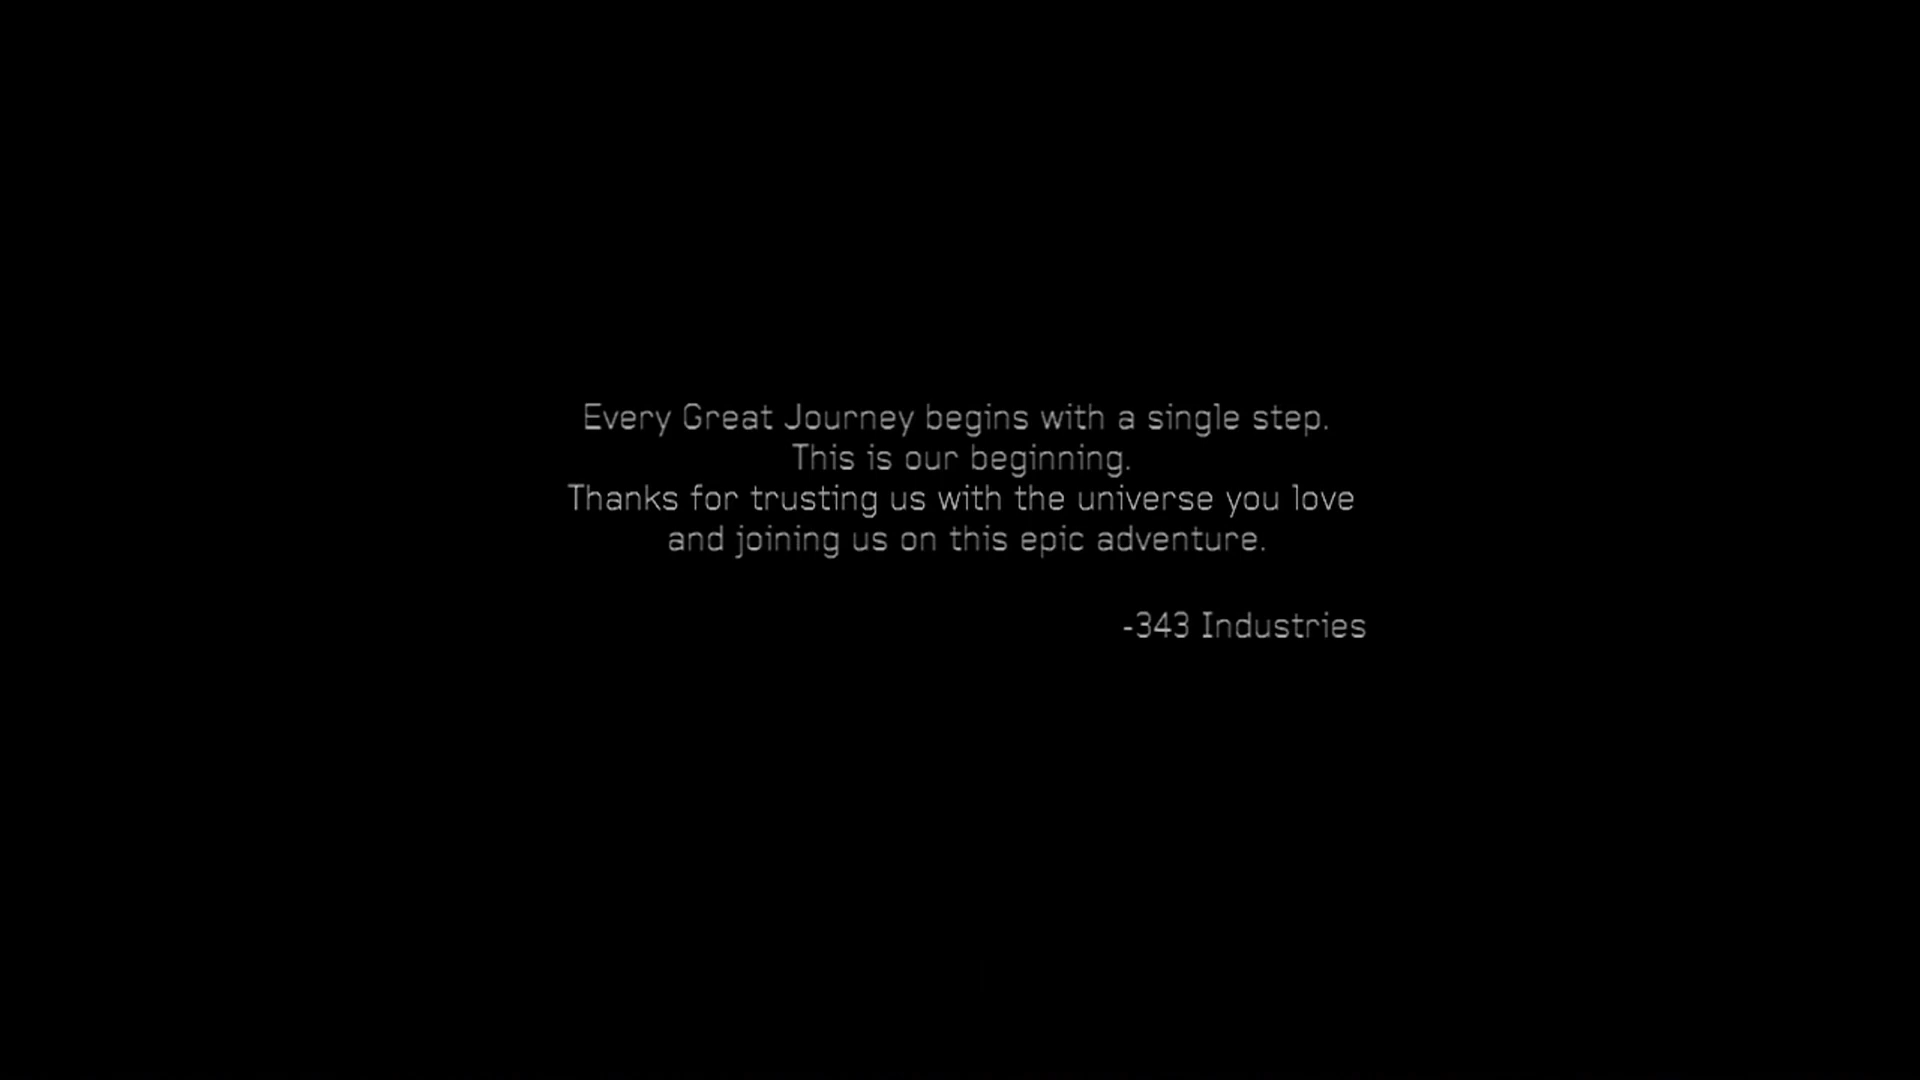 Every Great Journey begins with a single step.
This is our beginning.
Thanks for trusting us with the universe you love
and joining us on this epic adventure.
-343 Industries